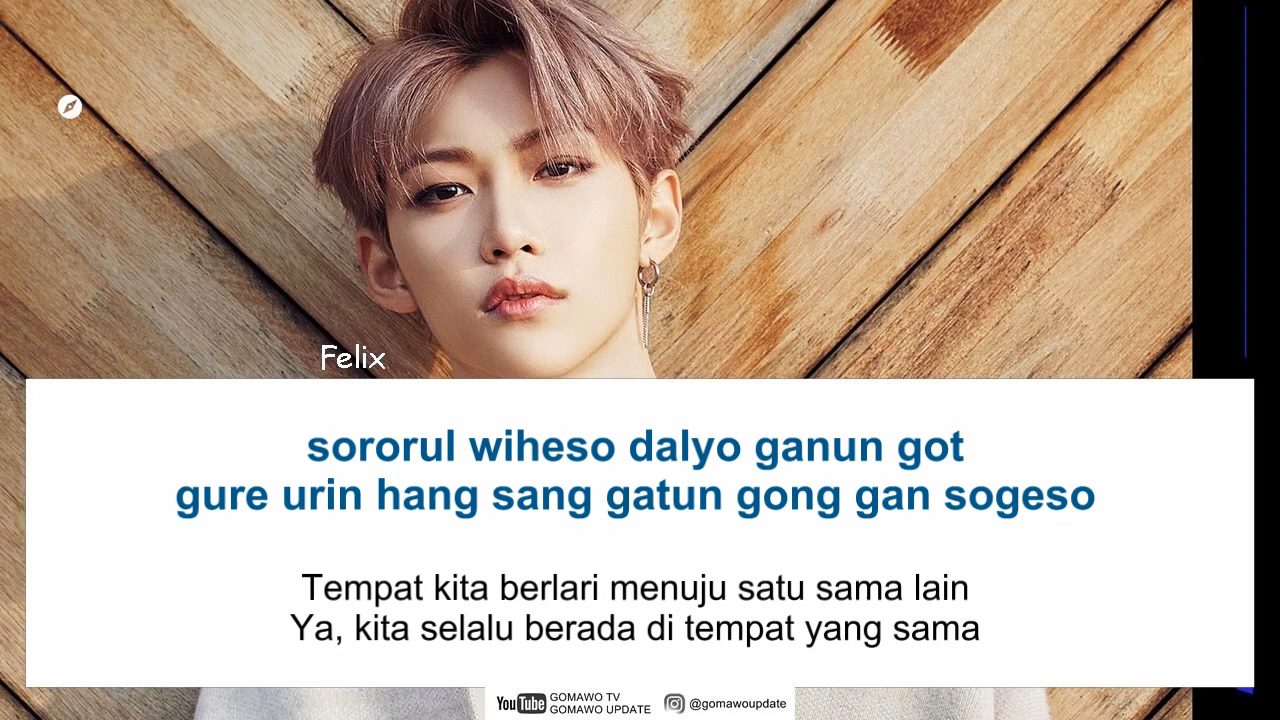 Felix
sororul wiheso dalyo ganun got
gure urin hang sang gatun gong gan sogeso
Tempat kita berlari menuju satu sama lain
Ya, kita selalu berada di tempat yang sama
YouTube GOMAWO TV
GOMAWO UPDATE
@gomawoupdate